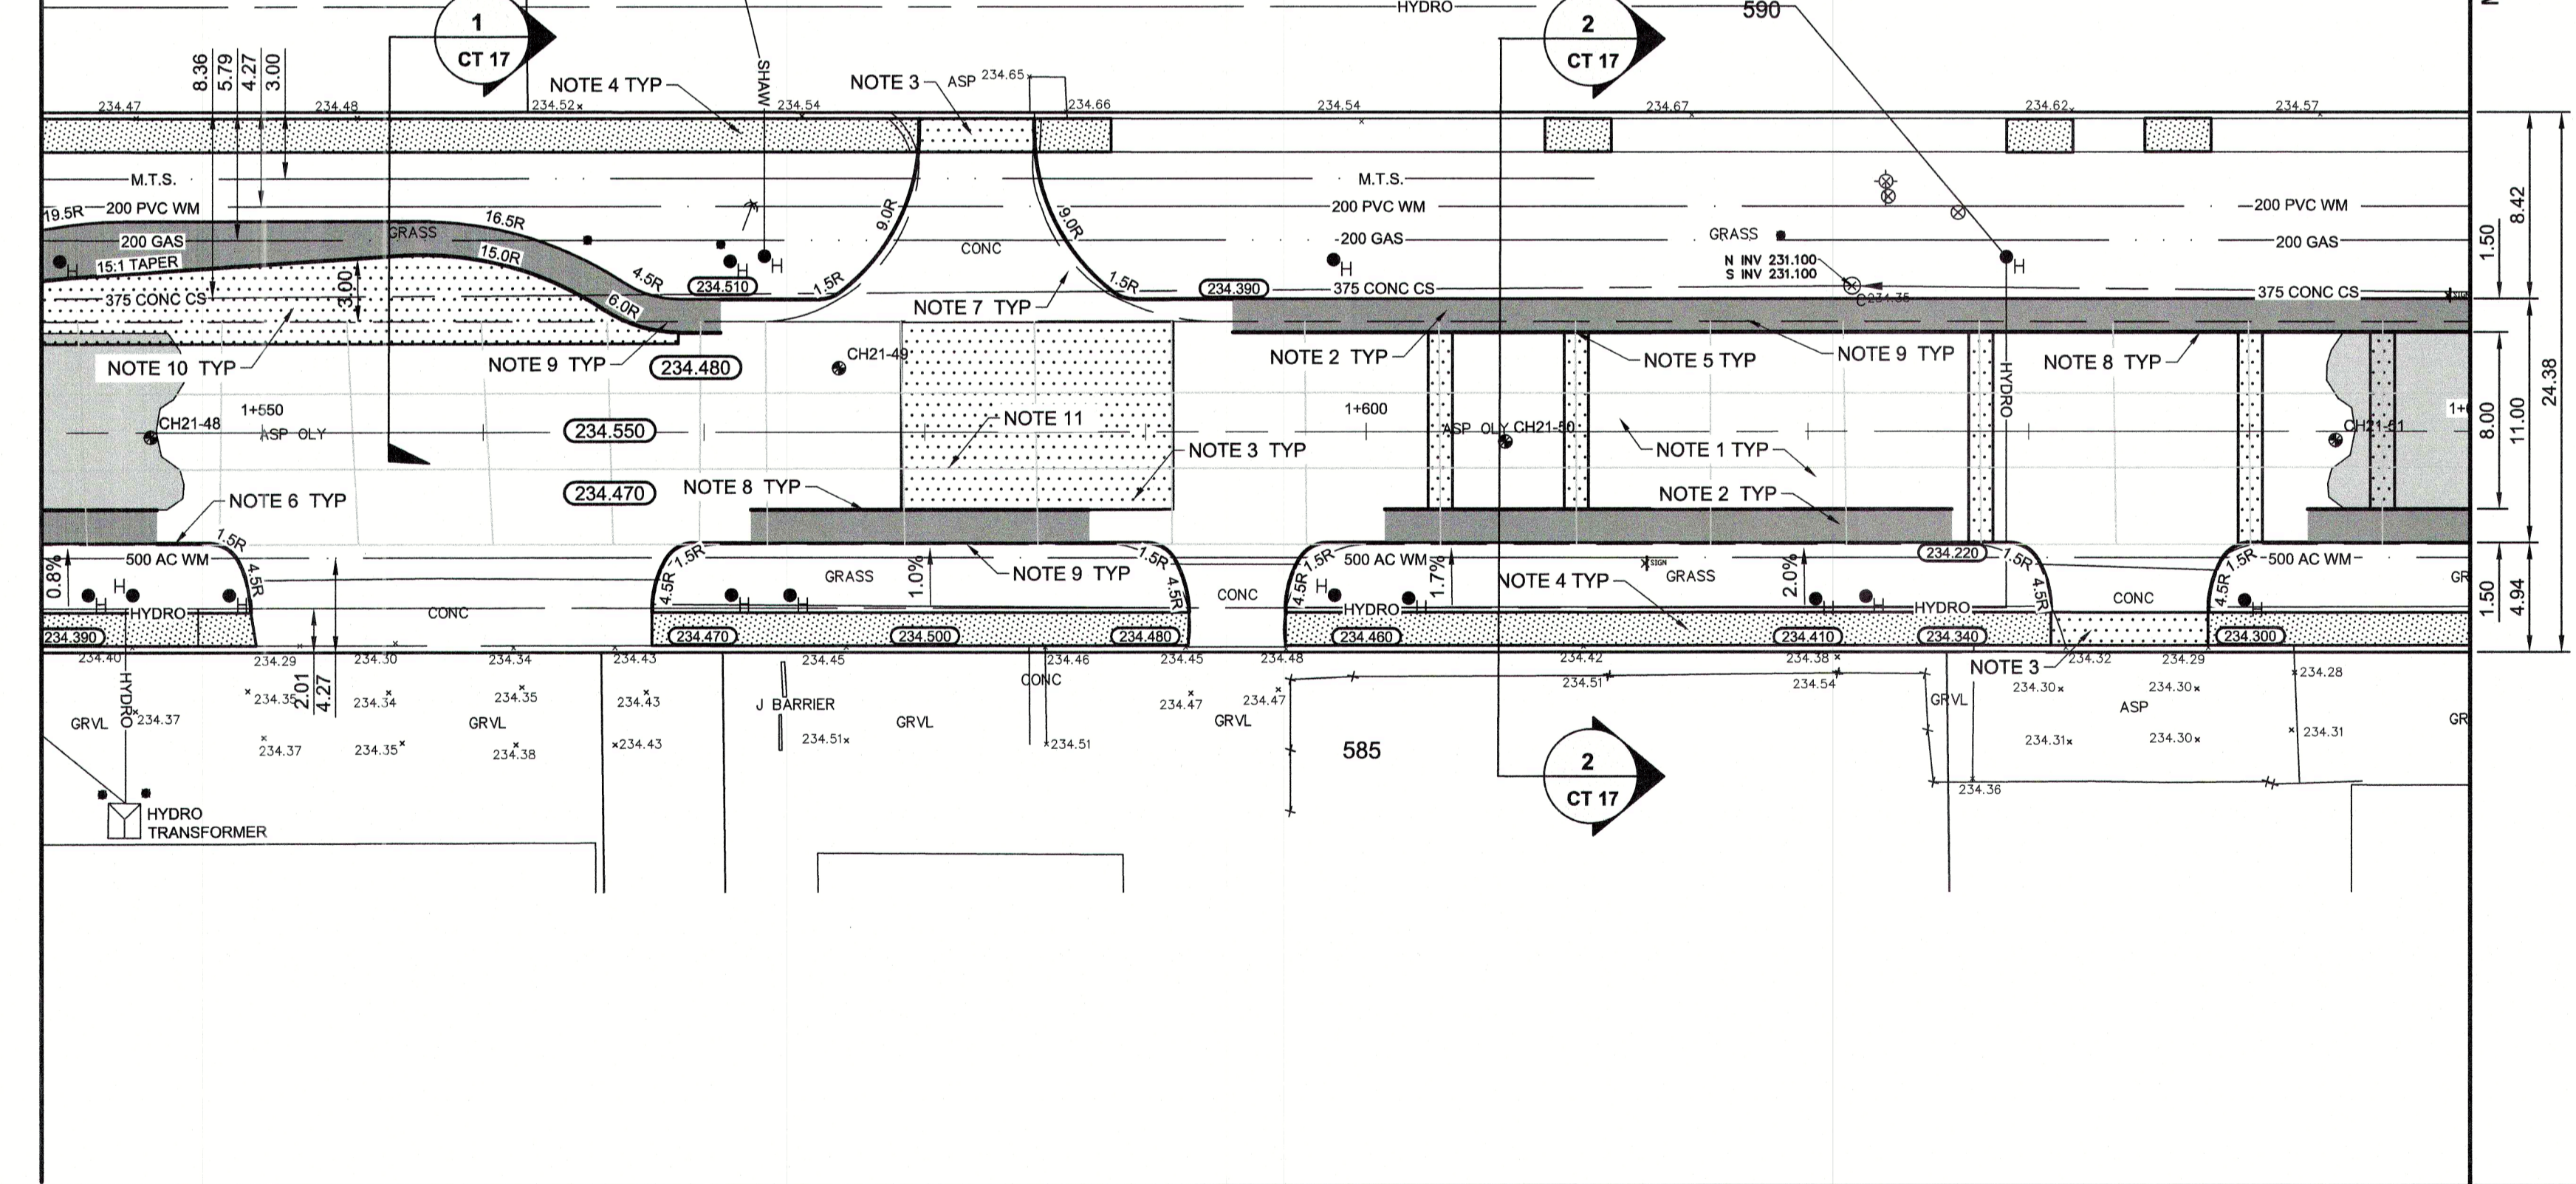 HYDRO
590
1
CT 17
2
CT 17
8.36
5.79
4.27
3.00
SHAW
NOTE 4 TYP
NOTE 3
ASP
234.65
234.47
234.48
234.52
234.54
234.66
234.54
234.67
234.62
234.57
M.T.S.
M.T.S.
19.5R
200 PVC WM
16.5R
9.0R
9.0R
200 PVC WM
200 PVC WM
8.42
1.50
200 GAS
GRASS
15.0R
CONC
200 GAS
GRASS
200 GAS
H
15:1 TAPER
3.00
4.5R
H
H
H
N INV 231.100
S INV 231.100
H
375 CONC CS
6.0R
234.510
1.5R
1.5R
234.390
375 CONC CS
375 CONC CS
NOTE 7 TYP
NOTE 10 TYP
NOTE 9 TYP
234.480
CH21-49
NOTE 2 TYP
NOTE 5 TYP
NOTE 9 TYP
NOTE 8 TYP
HYDRO
24.38
11.00
8.00
1+550
CH21-48
ASP OLY
234.550
NOTE 11
1+600
ASP OLY
CH21-50
CH21-51
NOTE 3 TYP
NOTE 1 TYP
NOTE 6 TYP
234.470
NOTE 8 TYP
NOTE 2 TYP
0.8%
500 AC WM
1.5R
4.5R
1.5R
4.5R
GRASS
1.0%
NOTE 9 TYP
1.5R
4.5R
1.5R
4.5R
500 AC WM
1.7%
SIGN
NOTE 4 TYP
GRASS
2.0%
234.220
1.5R
4.5R
1.5R
4.5R
500 AC WM
1.50
4.94
H
H
H
HYDRO
CONC
H
H
CONC
H
H
HYDRO
H
H
HYDRO
CONC
H
234.390
234.470
234.500
234.480
234.460
234.410
234.340
234.300
NOTE 3
234.40
234.29
234.30
234.34
234.43
234.45
234.46
234.45
234.48
234.42
234.38
234.32
234.29
234.28
HYDRO
234.35
2.01
4.27
234.34
234.35
234.43
CONC
234.47
234.47
234.51
234.54
234.30
234.30
GRVL
234.37
GRVL
J BARRIER
GRVL
GRVL
GRVL
ASP
234.37
234.35
234.38
234.43
234.51
234.51
585
234.31
234.30
234.31
2
CT 17
234.36
HYDRO
TRANSFORMER